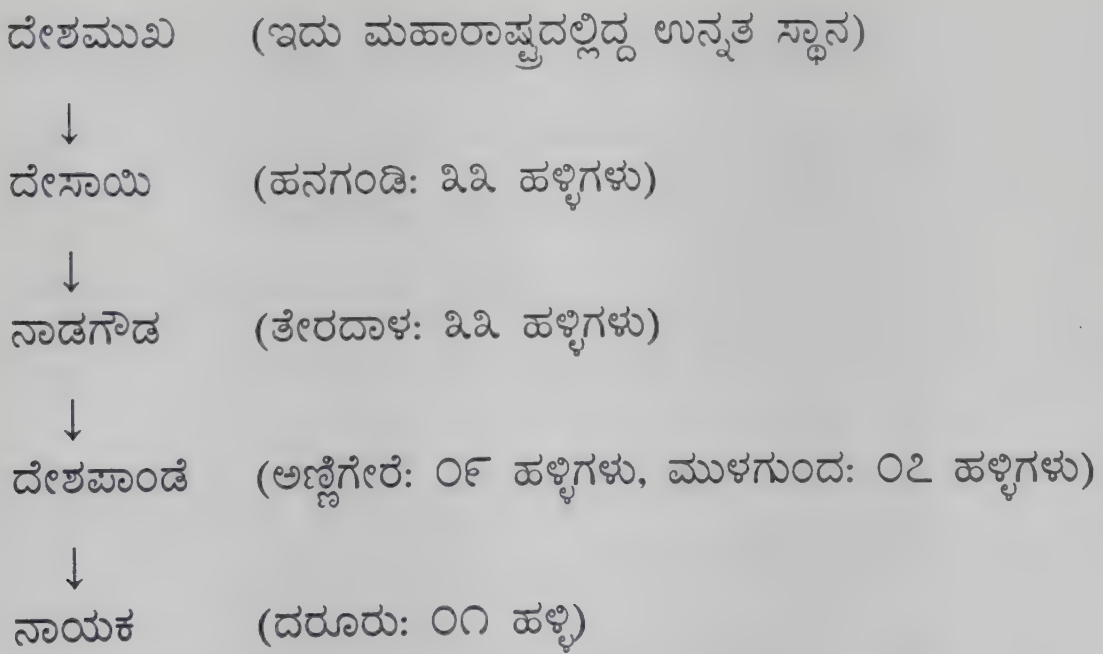 ದೇಶಮುಖ (ಇದು ಮಹಾರಾಷ್ಟ್ರದಲ್ಲಿದ್ದ ಉನ್ನತ ಸ್ಥಾನ)
↓
ದೇಸಾಯಿ (ಹನಗಂಡಿ: ೩೩ ಹಳ್ಳಿಗಳು)
↓
ನಾಡಗೌಡ (ತೇರದಾಳ: ೩೩ ಹಳ್ಳಿಗಳು)
↓
ದೇಶಪಾಂಡೆ (ಅಣ್ಣಿಗೇರೆ: ೦೯ ಹಳ್ಳಿಗಳು, ಮುಳಗುಂದ: ೦೭ ಹಳ್ಳಿಗಳು)
↓
ನಾಯಕ (ದರೂರು: ೦೧ ಹಳ್ಳಿ)